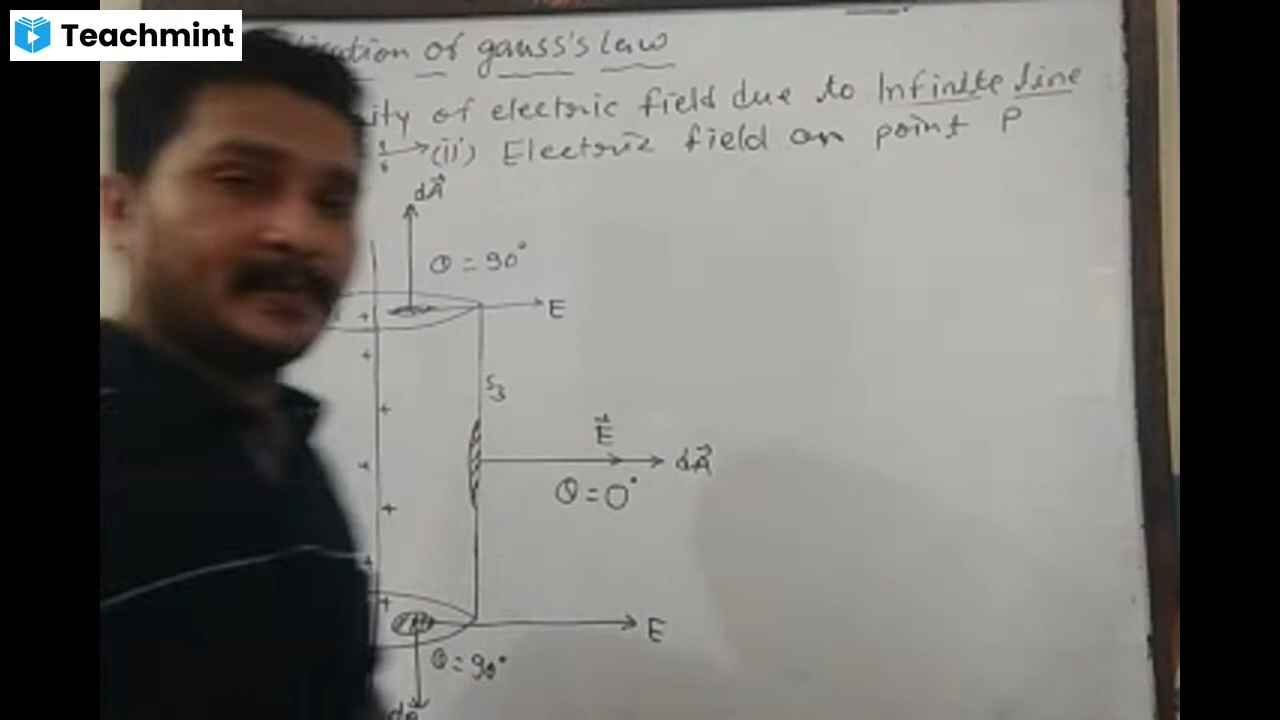 Teachmint
of gauss's Law
of electric field due to Infinite line
(ii) Electric field on point P
dA⃗
θ = 90°
E
S3
E⃗
dA⃗
θ = 0°
E
θ = 90°